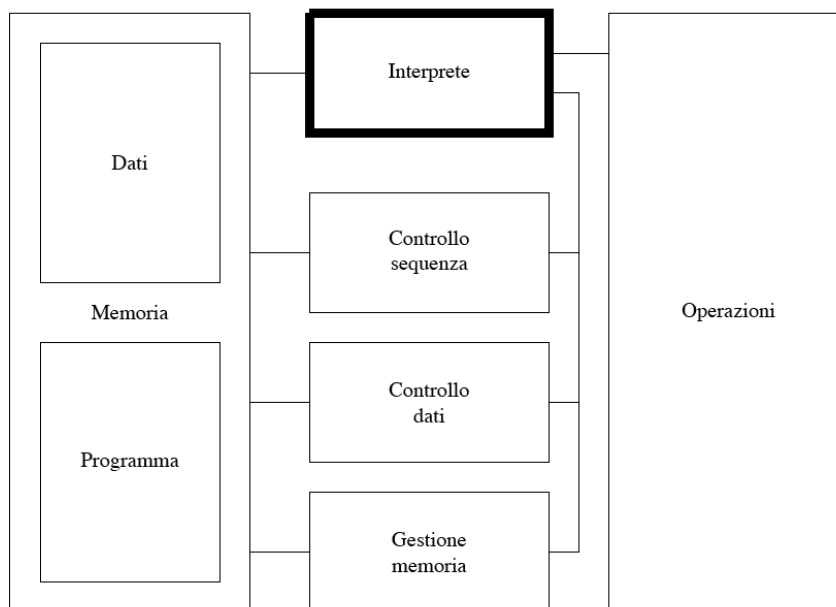 Interprete
Dati
Controllo
sequenza
Memoria
Operazioni
Controllo
dati
Programma
Gestione
memoria